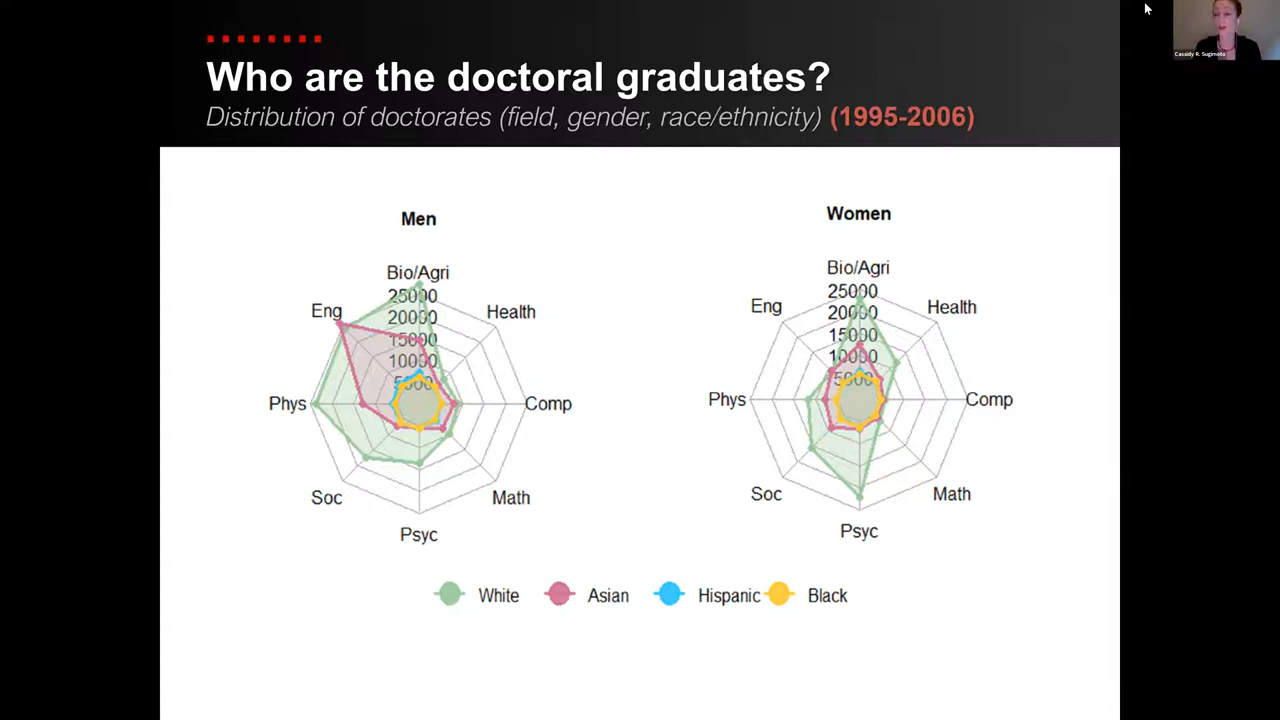 Cassidy R. Sugimoto
Who are the doctoral graduates?
Distribution of doctorates (field, gender, race/ethnicity) (1995-2006)
Men
Bio/Agri
25000
20000
15000
10000
5000
Health
Comp
Math
Psyc
Soc
Phys
Eng
Women
Bio/Agri
25000
20000
15000
10000
5000
Health
Comp
Math
Psyc
Soc
Phys
Eng
White Asian Hispanic Black